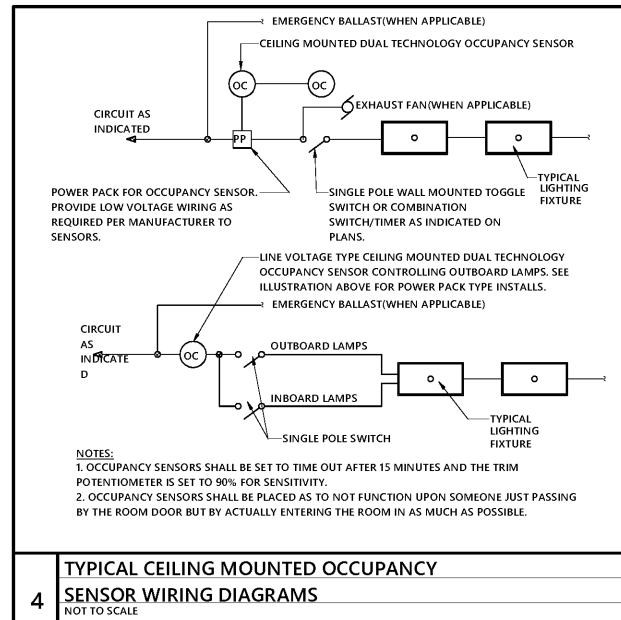 EMERGENCY BALLAST(WHEN APPLICABLE)
CEILING MOUNTED DUAL TECHNOLOGY OCCUPANCY SENSOR
OC
OC
EXHAUST FAN(WHEN APPLICABLE)
CIRCUIT AS
INDICATED
PP
TYPICAL
LIGHTING
FIXTURE
POWER PACK FOR OCCUPANCY SENSOR.
PROVIDE LOW VOLTAGE WIRING AS
REQUIRED PER MANUFACTURER TO
SENSORS.
SINGLE POLE WALL MOUNTED TOGGLE
SWITCH OR COMBINATION
SWITCH/TIMER AS INDICATED ON
PLANS.
LINE VOLTAGE TYPE CEILING MOUNTED DUAL TECHNOLOGY
OCCUPANCY SENSOR CONTROLLING OUTBOARD LAMPS. SEE
ILLUSTRATION ABOVE FOR POWER PACK TYPE INSTALLS.
EMERGENCY BALLAST(WHEN APPLICABLE)
CIRCUIT
AS
INDICATE
D
OC
OUTBOARD LAMPS
INBOARD LAMPS
SINGLE POLE SWITCH
TYPICAL
LIGHTING
FIXTURE
NOTES:
1. OCCUPANCY SENSORS SHALL BE SET TO TIME OUT AFTER 15 MINUTES AND THE TRIM
POTENTIOMETER IS SET TO 90% FOR SENSITIVITY.
2. OCCUPANCY SENSORS SHALL BE PLACED AS TO NOT FUNCTION UPON SOMEONE JUST PASSING
BY THE ROOM DOOR BUT BY ACTUALLY ENTERING THE ROOM IN AS MUCH AS POSSIBLE.
4
TYPICAL CEILING MOUNTED OCCUPANCY
SENSOR WIRING DIAGRAMS
NOT TO SCALE